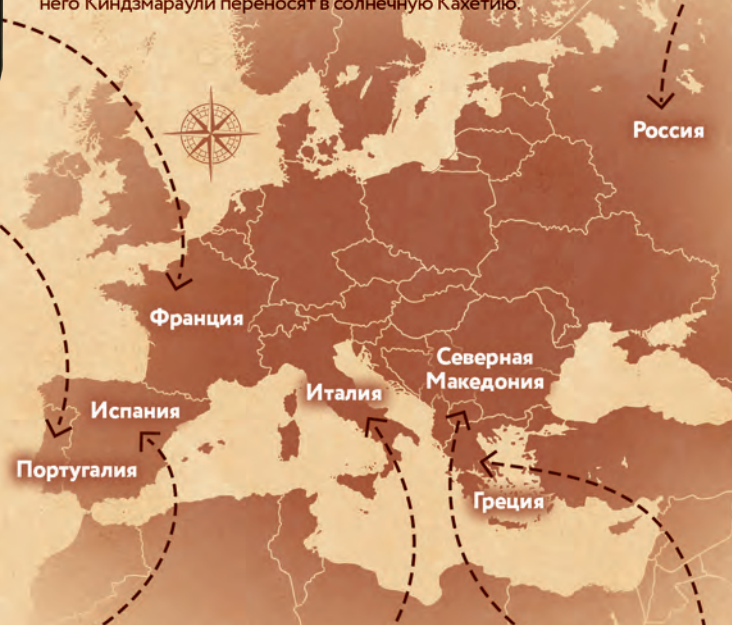 него Киндзмараули переносят в солнечную Кахетию.
Россия
Франция
Северная
Македония
Италия
Испания
Португалия
Греция